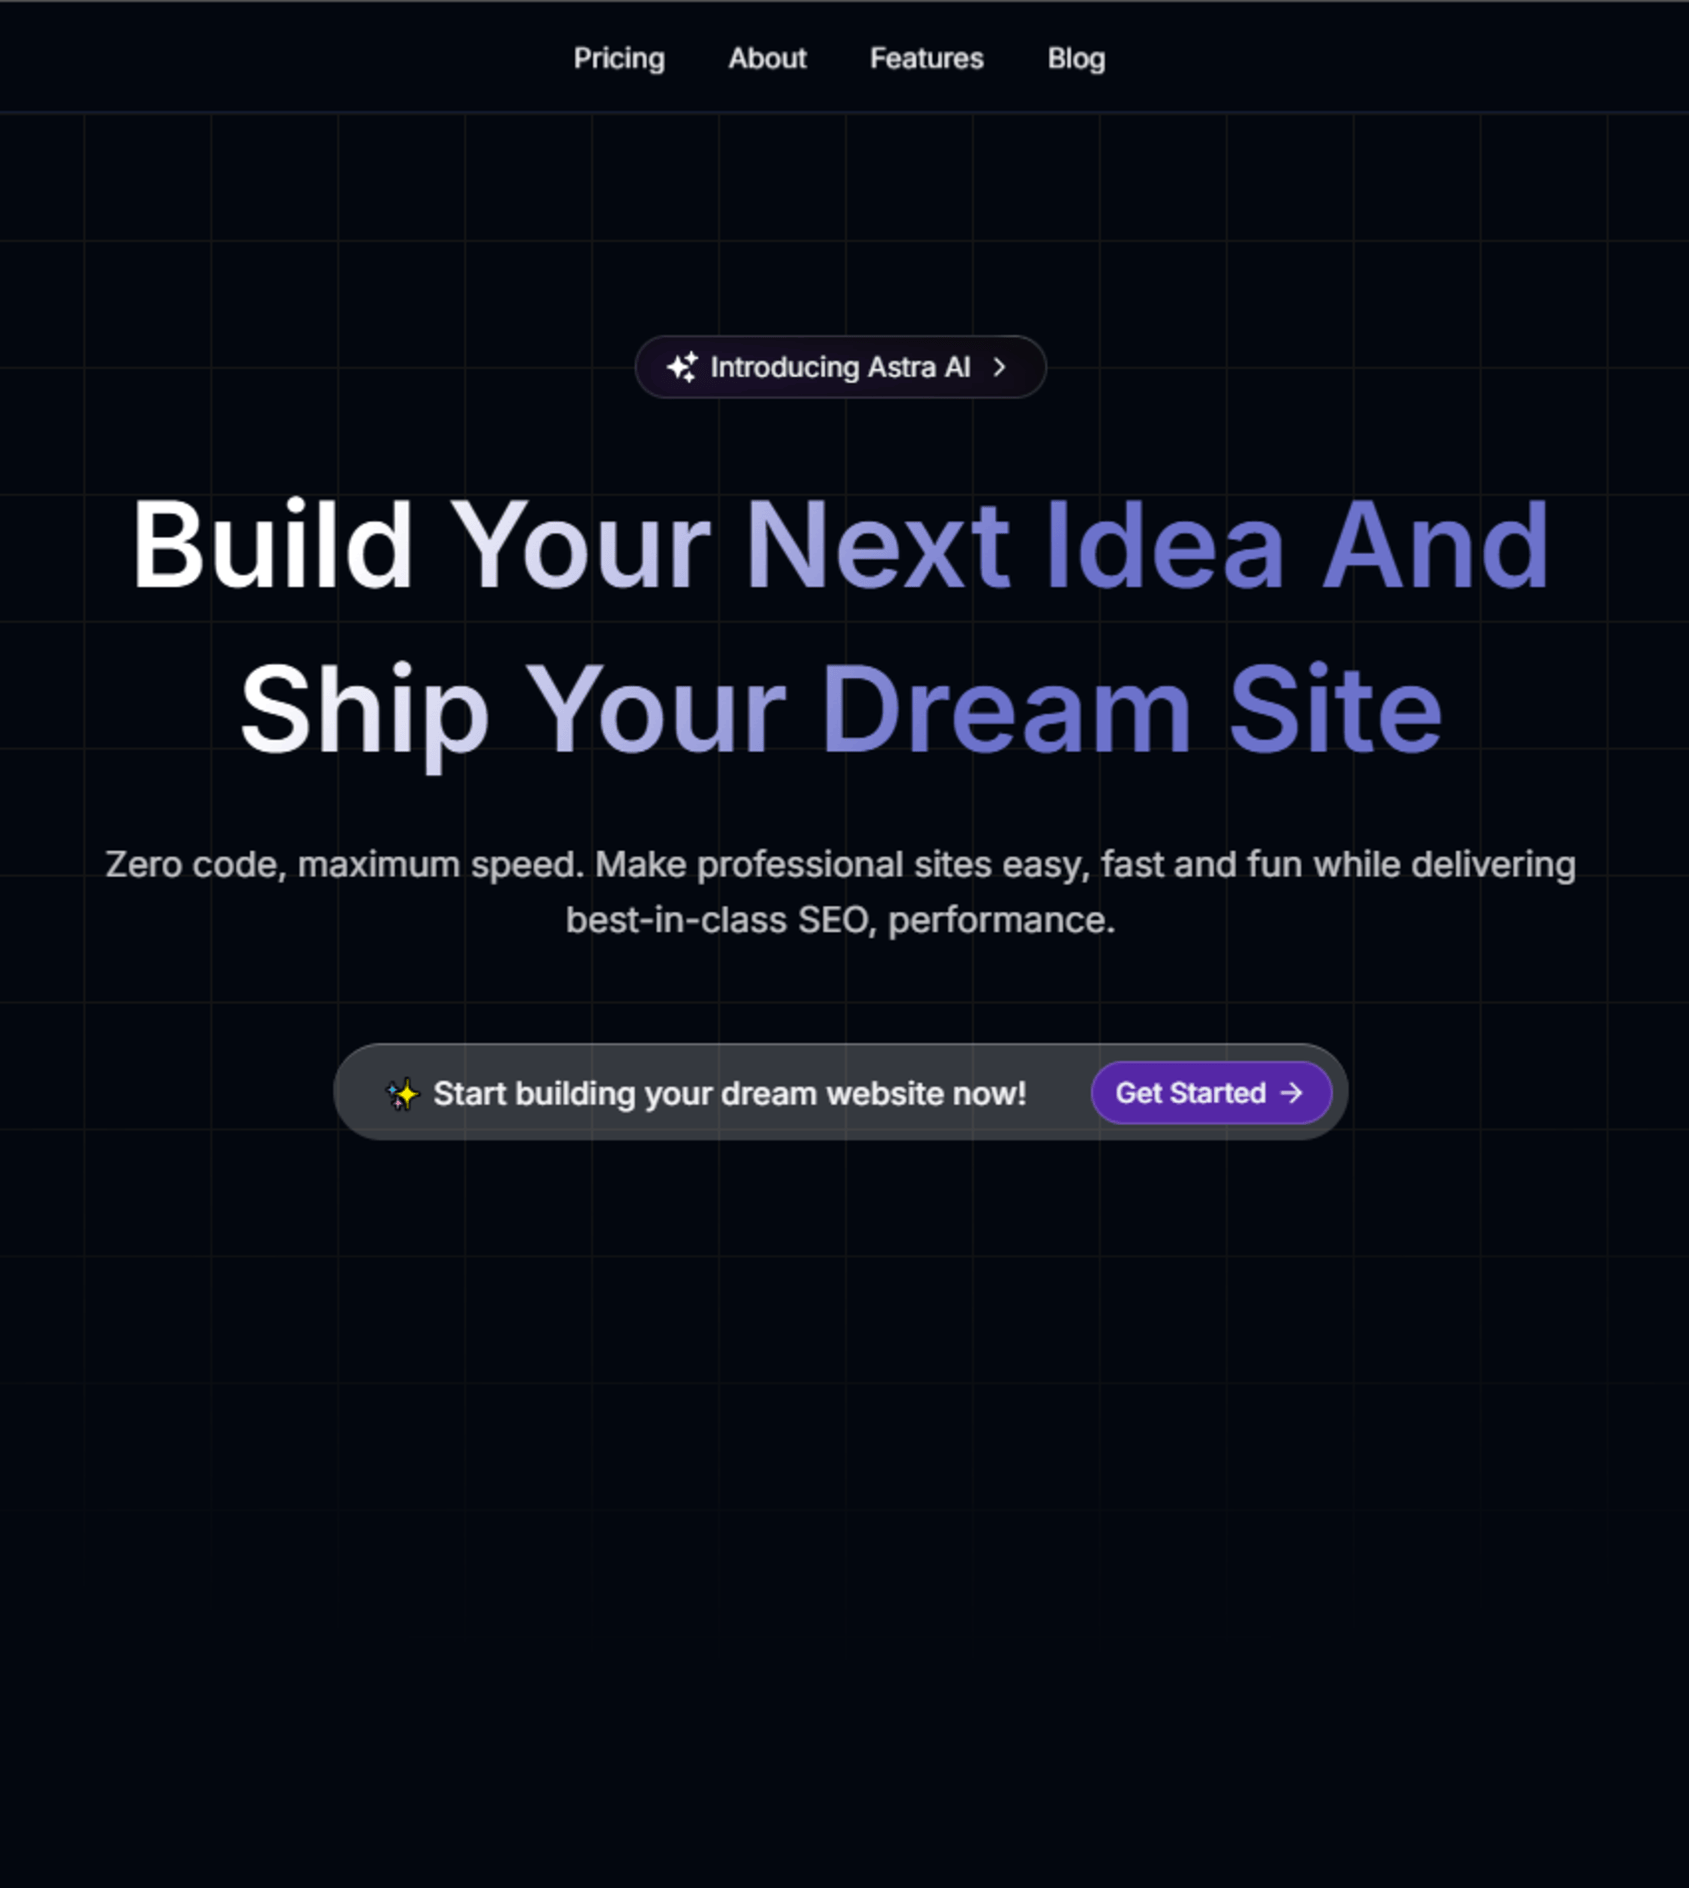 Pricing About Features Blog
Introducing Astra AI
Build Your Next Idea And
Ship Your Dream Site
Zero code, maximum speed. Make professional sites easy, fast and fun while delivering
best-in-class SEO, performance.
✨ Start building your dream website now! Get Started →